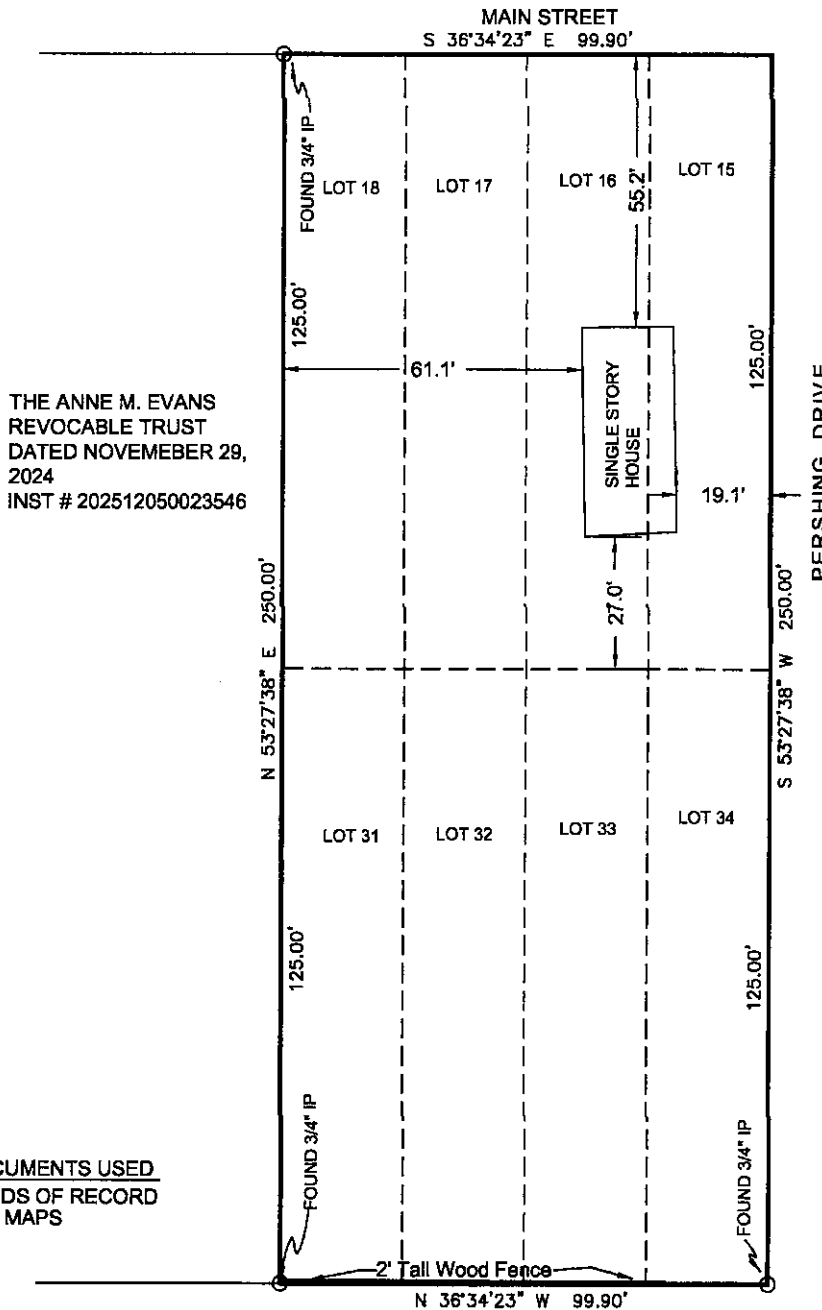 MAIN STREET
S 36°34'23" E 99.90'
FOUND 3/4" IP
LOT 18
LOT 17
LOT 16
LOT 15
55.2'
125.00'
125.00'
61.1'
SINGLE STORY
HOUSE
THE ANNE M. EVANS
REVOCABLE TRUST
DATED NOVEMEBER 29,
2024
INST # 202512050023546
19.1'
PERSHING DRIVE
27.0'
N 53°27'38" E 250.00'
S 53°27'38" W 250.00'
LOT 31
LOT 32
LOT 33
LOT 34
125.00'
125.00'
FOUND 3/4" IP
FOUND 3/4" IP
CUMENTS USED
DS OF RECORD
MAPS
2' Tall Wood Fence
N 36°34'23" W 99.90'